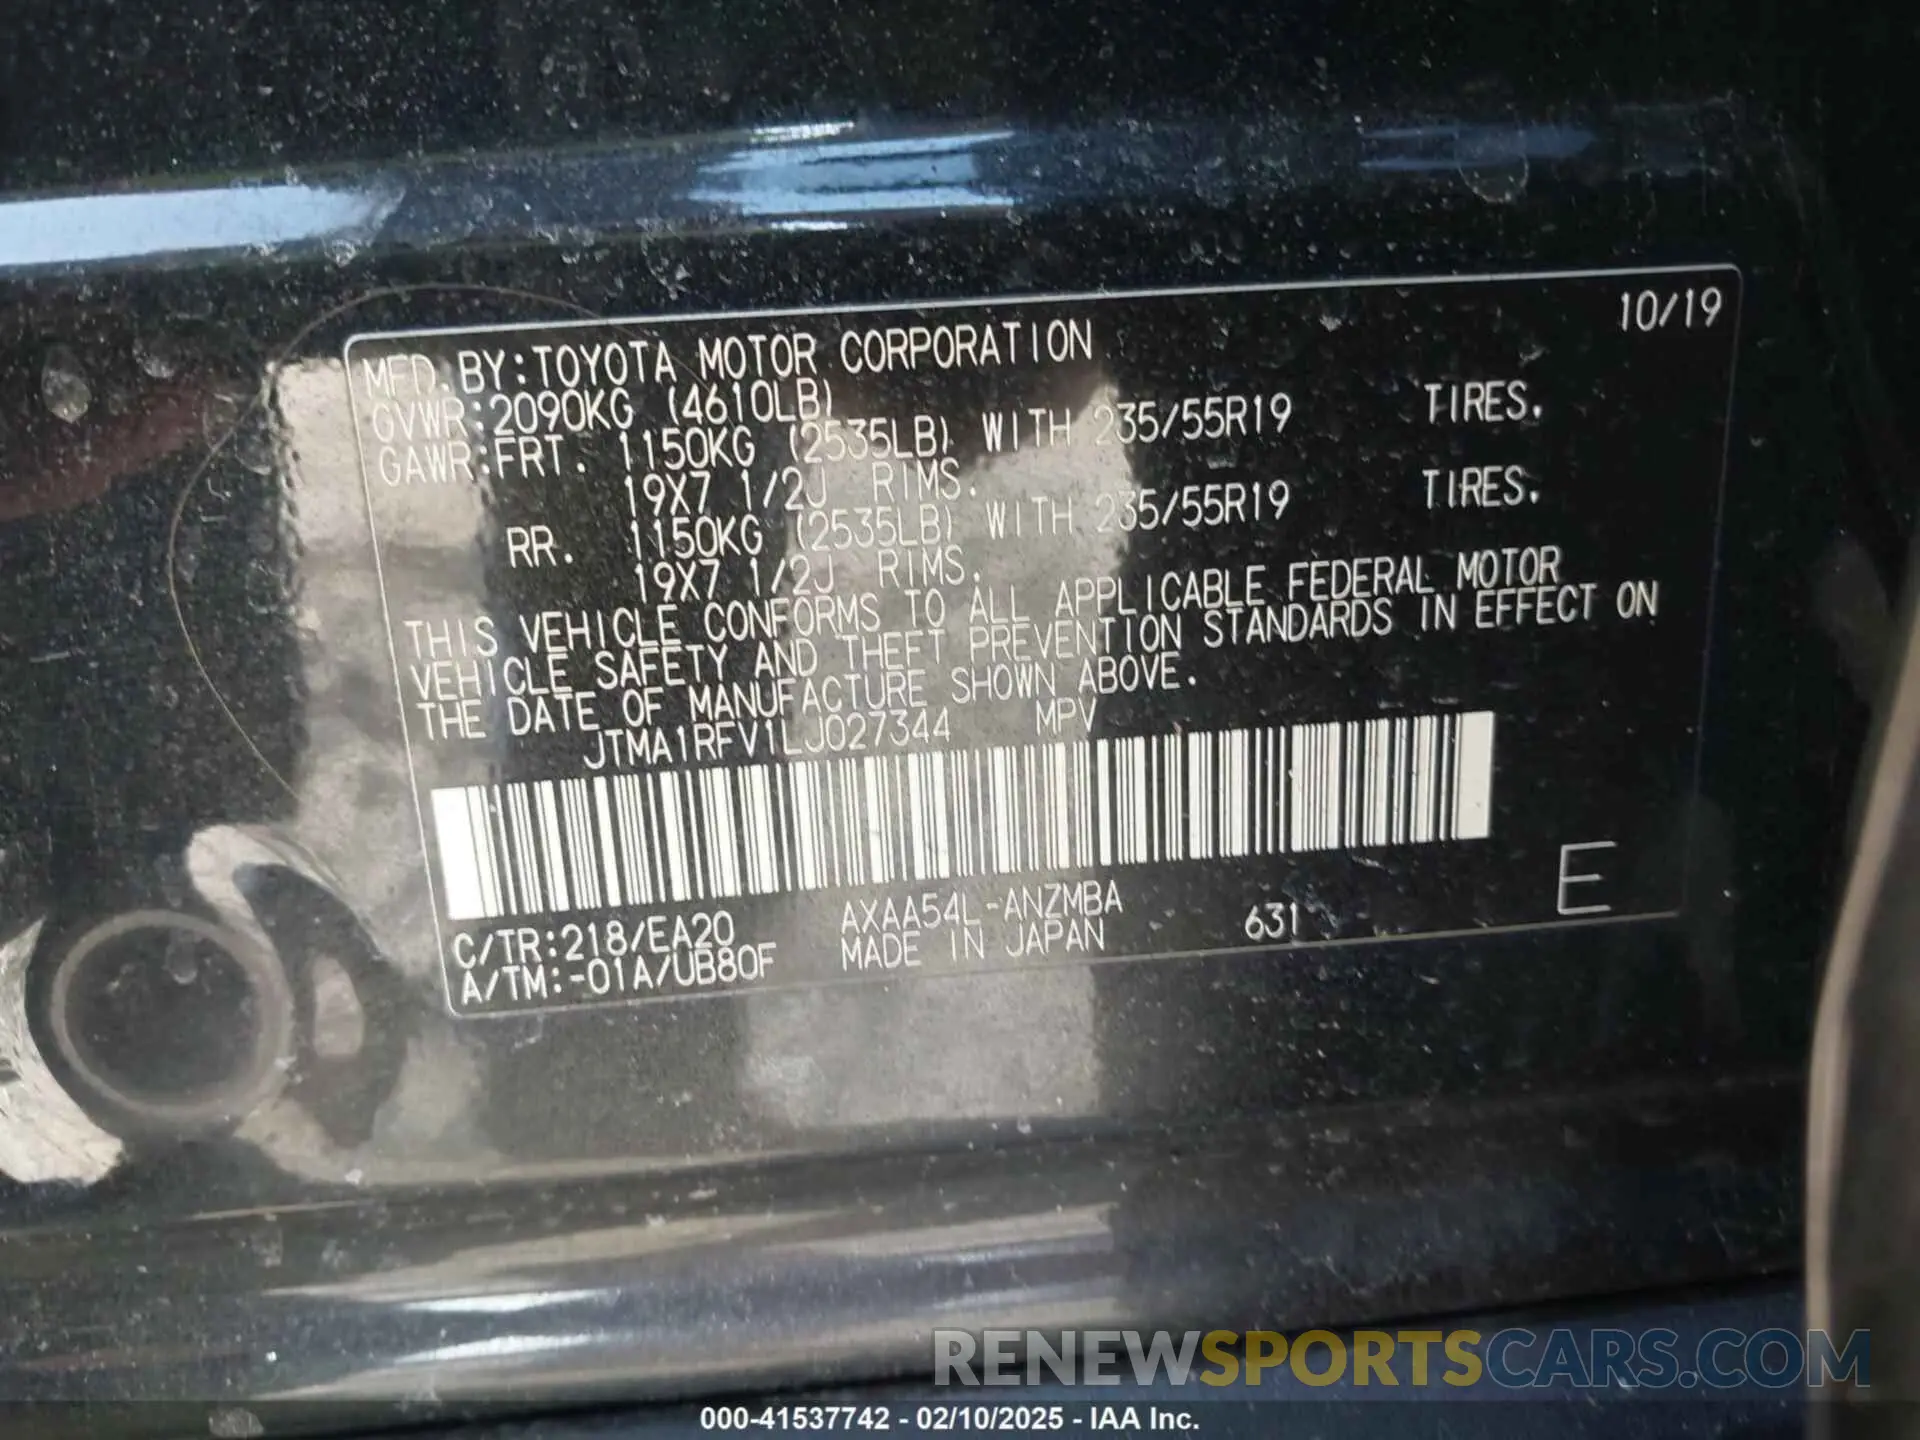 10/19
MFD.BY:TOYOTA MOTOR CORPORATION
GVWR:2090KG (4610LB)
GAWR:FRT. 1150KG (2535LB) WITH 235/55R19 TIRES.
19X7 1/2J RIMS.
RR. 1150KG (2535LB) WITH 235/55R19 TIRES.
19X7 1/2J RIMS.
THIS VEHICLE CONFORMS TO ALL APPLICABLE FEDERAL MOTOR
VEHICLE SAFETY AND THEFT PREVENTION STANDARDS IN EFFECT ON
THE DATE OF MANUFACTURE SHOWN ABOVE.
JTMA1RFV1LJ027344 MPV
C/TR:218/EA20 AXAA54L-ANZMBA 631 E
A/TM:-01A/UB80F MADE IN JAPAN
RENEWSPORTSCARS.COM
000-41537742 - 02/10/2025 - IAA Inc.